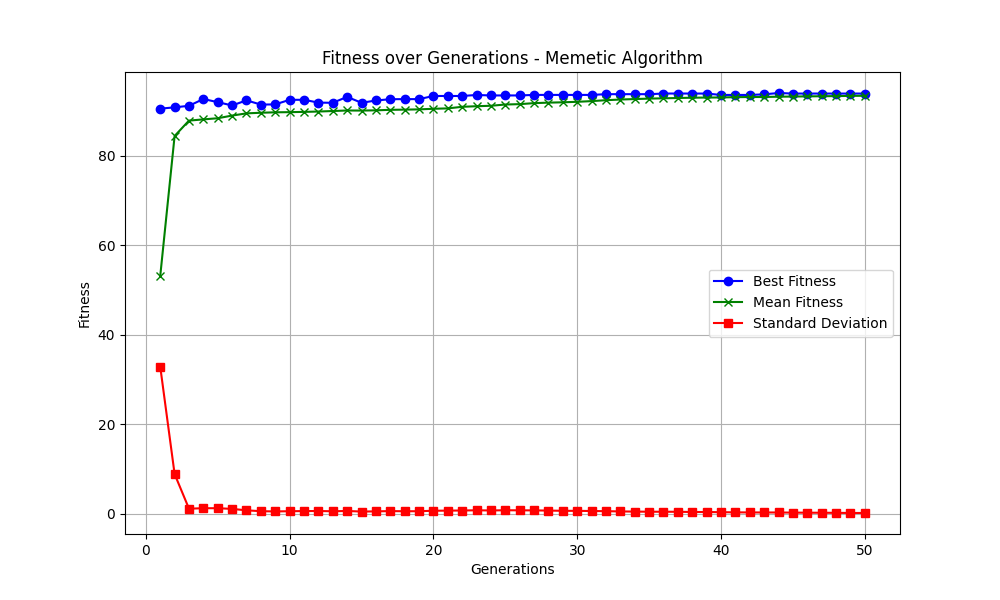 Fitness over Generations - Memetic Algorithm
Fitness
80
60
40
20
0
Best Fitness
Mean Fitness
Standard Deviation
0 10 20 30 40 50
Generations